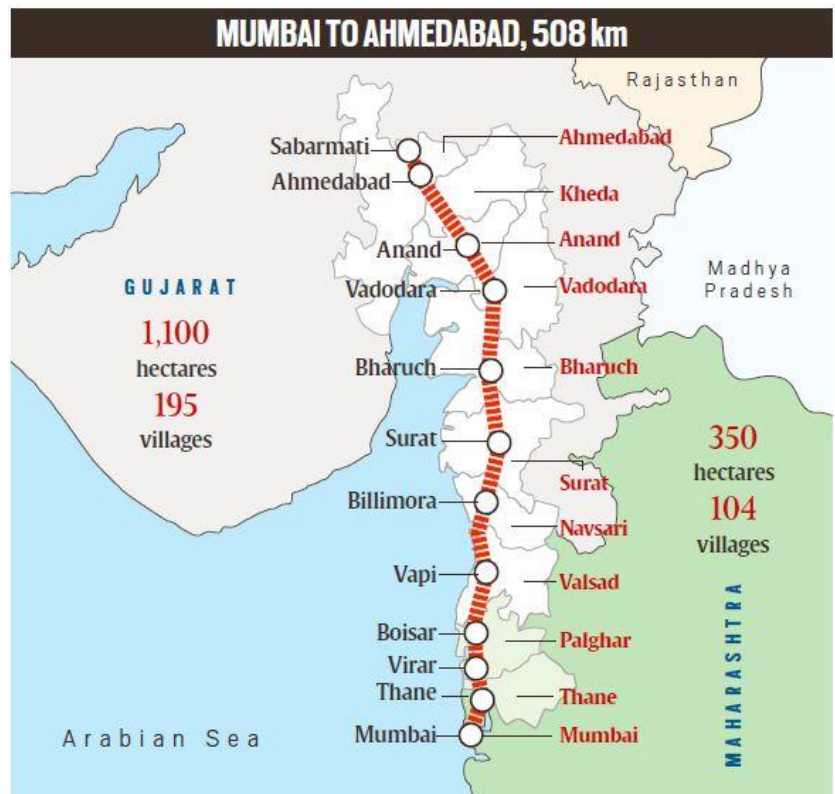 MUMBAI TO AHMEDABAD, 508 km
Rajasthan
Sabarmati
Ahmedabad
Ahmedabad
Kheda
Anand
Anand
Madhya
Pradesh
GUJARAT
Vadodara
Vadodara
1,100
hectares
195
villages
Bharuch
Bharuch
Surat
350
hectares
104
villages
Surat
Billimora
Navsari
Vapi
Valsad
Boisar
Palghar
Virar
Thane
Thane
MAHARASHTRA
Arabian Sea
Mumbai
Mumbai